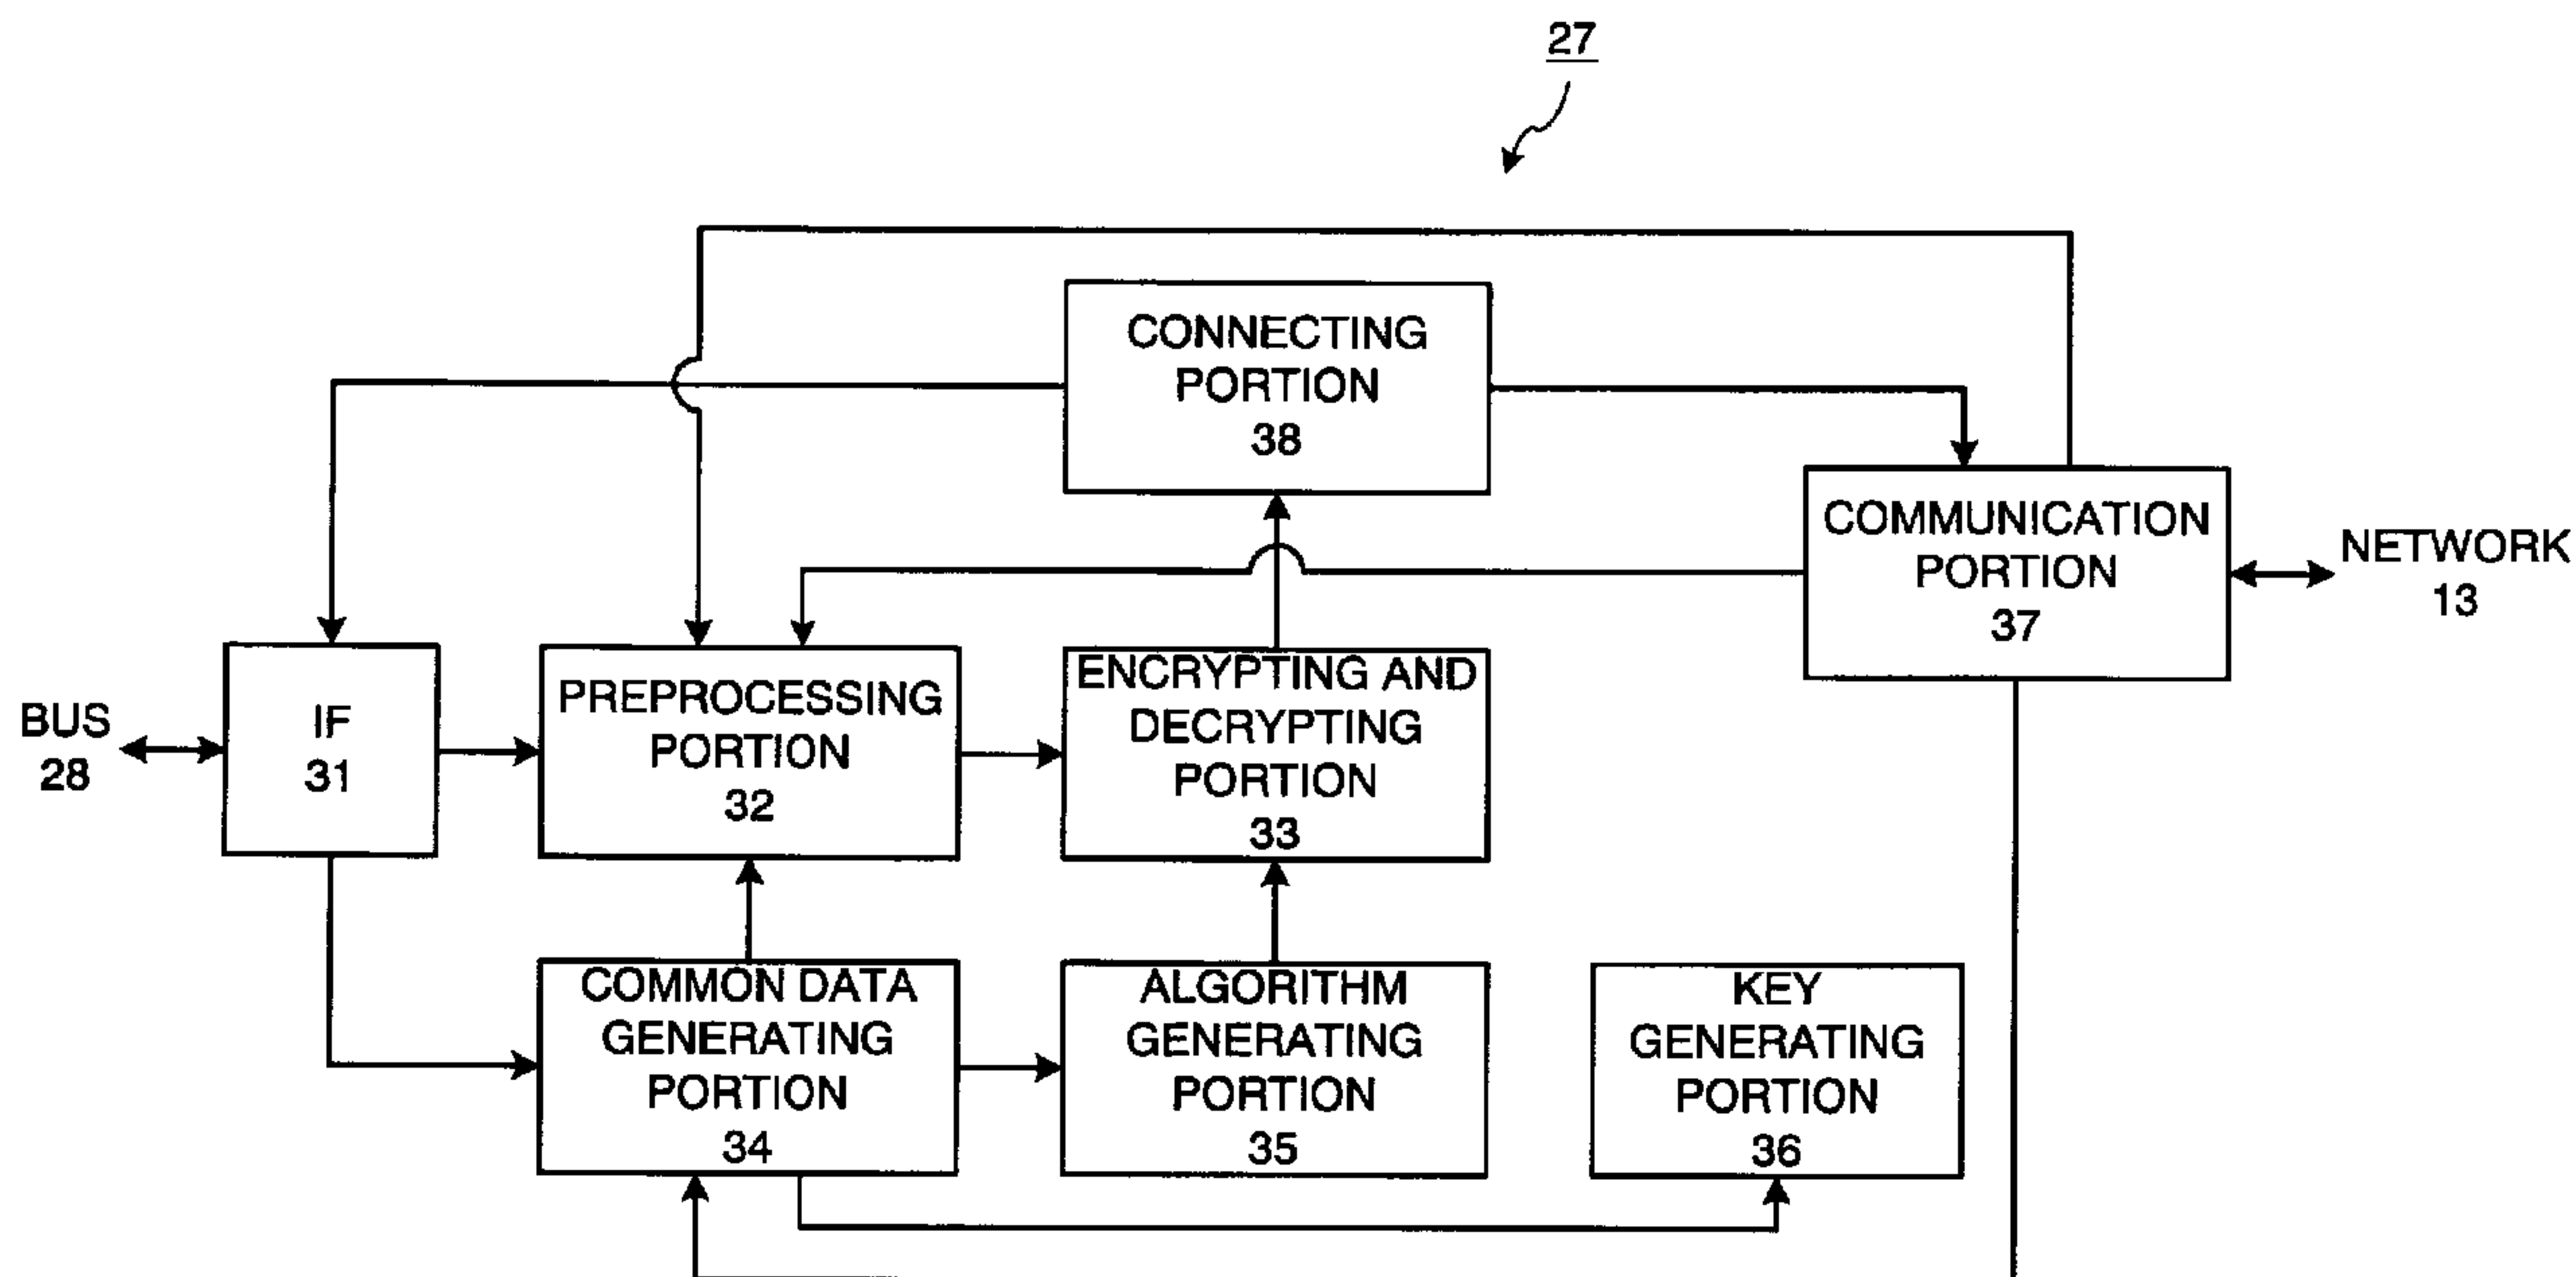 27
CONNECTING
PORTION
38
COMMUNICATION
PORTION
37
NETWORK
13
BUS
28
IF
31
PREPROCESSING
PORTION
32
ENCRYPTING AND
DECRYPTING
PORTION
33
COMMON DATA
GENERATING
PORTION
34
ALGORITHM
GENERATING
PORTION
35
KEY
GENERATING
PORTION
36